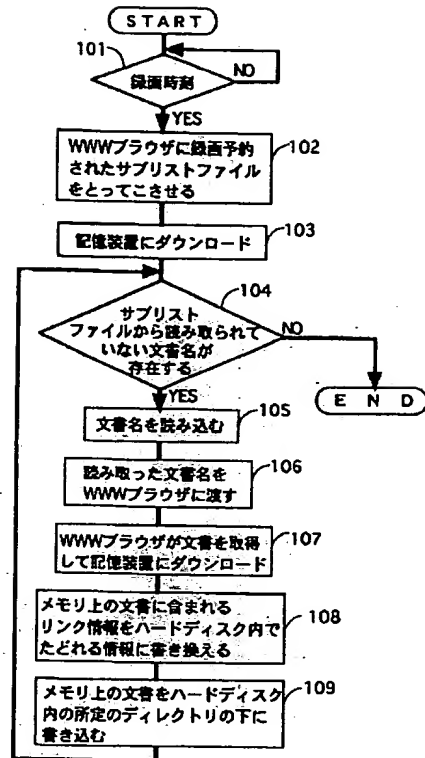 START
101
録画時刻
NO
YES
WWWブラウザに録画予約
されたサブリストファイル
をとってこさせる
102
記憶装置にダウンロード
103
104
サブリスト
ファイルから読み取られて
いない文書名が
存在する
NO
YES
END
文書名を読み込む
105
読み取った文書名を
WWWブラウザに渡す
106
WWWブラウザが文書を取得
して記憶装置にダウンロード
107
メモリ上の文書に含まれる
リンク情報をハードディスク内で
たどれる情報に書き換える
108
メモリ上の文書をハードディスク
内の所定のディレクトリの下に
書き込む
109